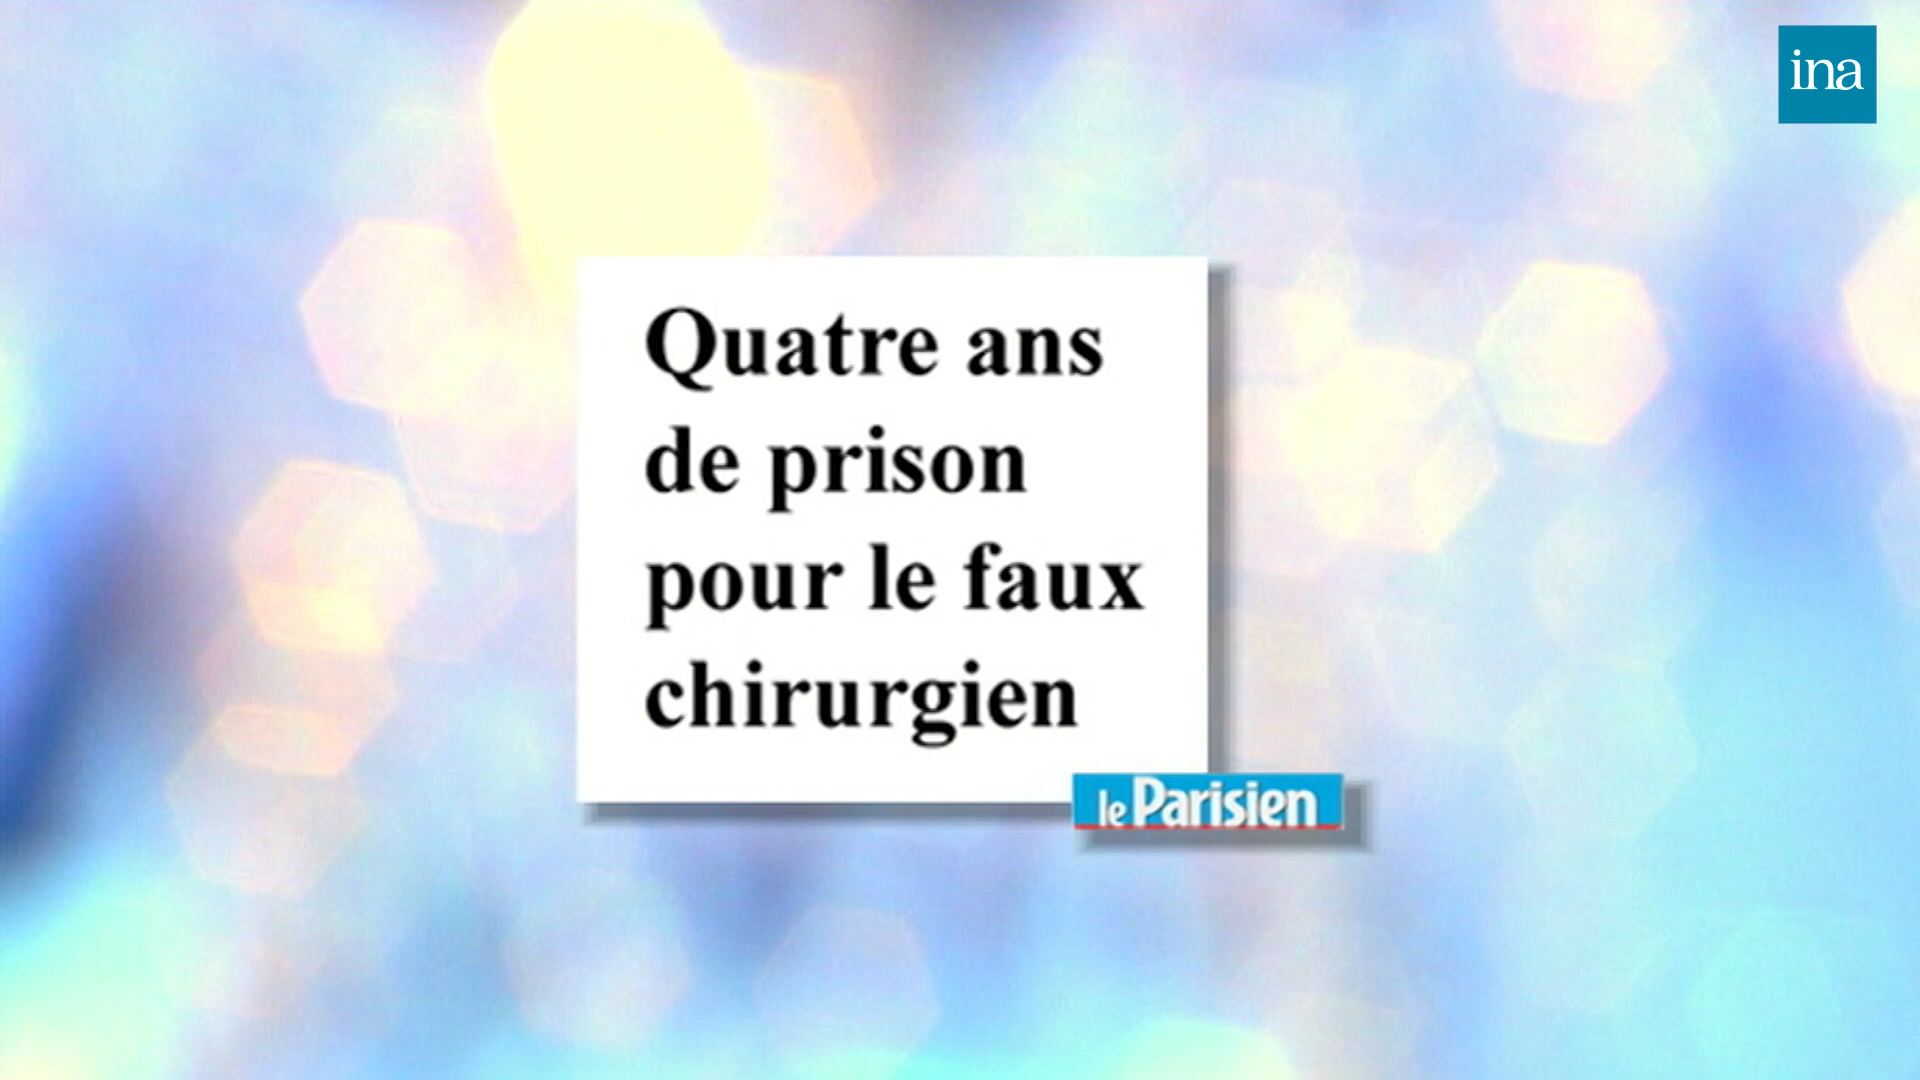 ina
Quatre ans
de prison
pour le faux
chirurgien
le Parisien